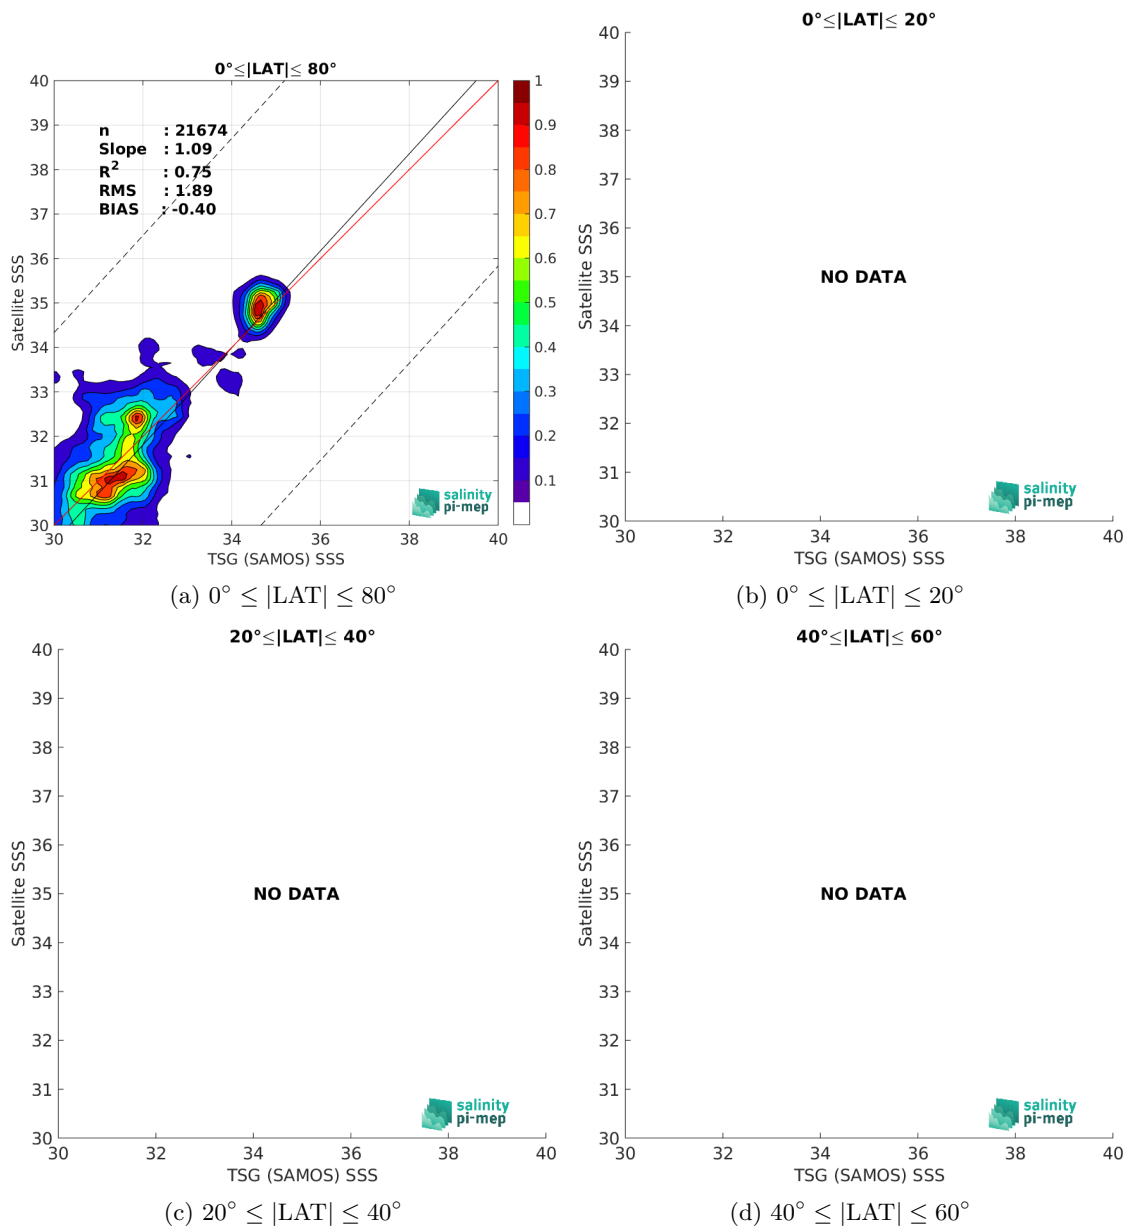 0°≤|LAT|≤ 80°
40
39
38
37
36
35
34
33
32
31
30
Satellite SSS
n : 21674
Slope : 1.09
R² : 0.75
RMS : 1.89
BIAS : -0.40
1
0.9
0.8
0.7
0.6
0.5
0.4
0.3
0.2
0.1
salinity
pi-mep
30 32 34 36 38 40
TSG (SAMOS) SSS
(a) 0° ≤ |LAT| ≤ 80°
0°≤|LAT|≤ 20°
40
39
38
37
36
35
34
33
32
31
30
Satellite SSS
NO DATA
salinity
pi-mep
30 32 34 36 38 40
TSG (SAMOS) SSS
(b) 0° ≤ |LAT| ≤ 20°
20°≤|LAT|≤ 40°
40
39
38
37
36
35
34
33
32
31
30
Satellite SSS
NO DATA
salinity
pi-mep
30 32 34 36 38 40
TSG (SAMOS) SSS
(c) 20° ≤ |LAT| ≤ 40°
40°≤|LAT|≤ 60°
40
39
38
37
36
35
34
33
32
31
30
Satellite SSS
NO DATA
salinity
pi-mep
30 32 34 36 38 40
TSG (SAMOS) SSS
(d) 40° ≤ |LAT| ≤ 60°